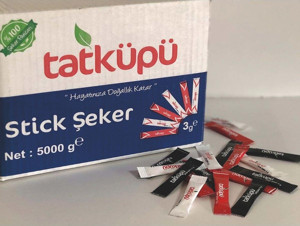 %100
tatküpü
" Hayatınıza Doğallık Katar "
3g℮
Stick Şeker
Net : 5000 g℮